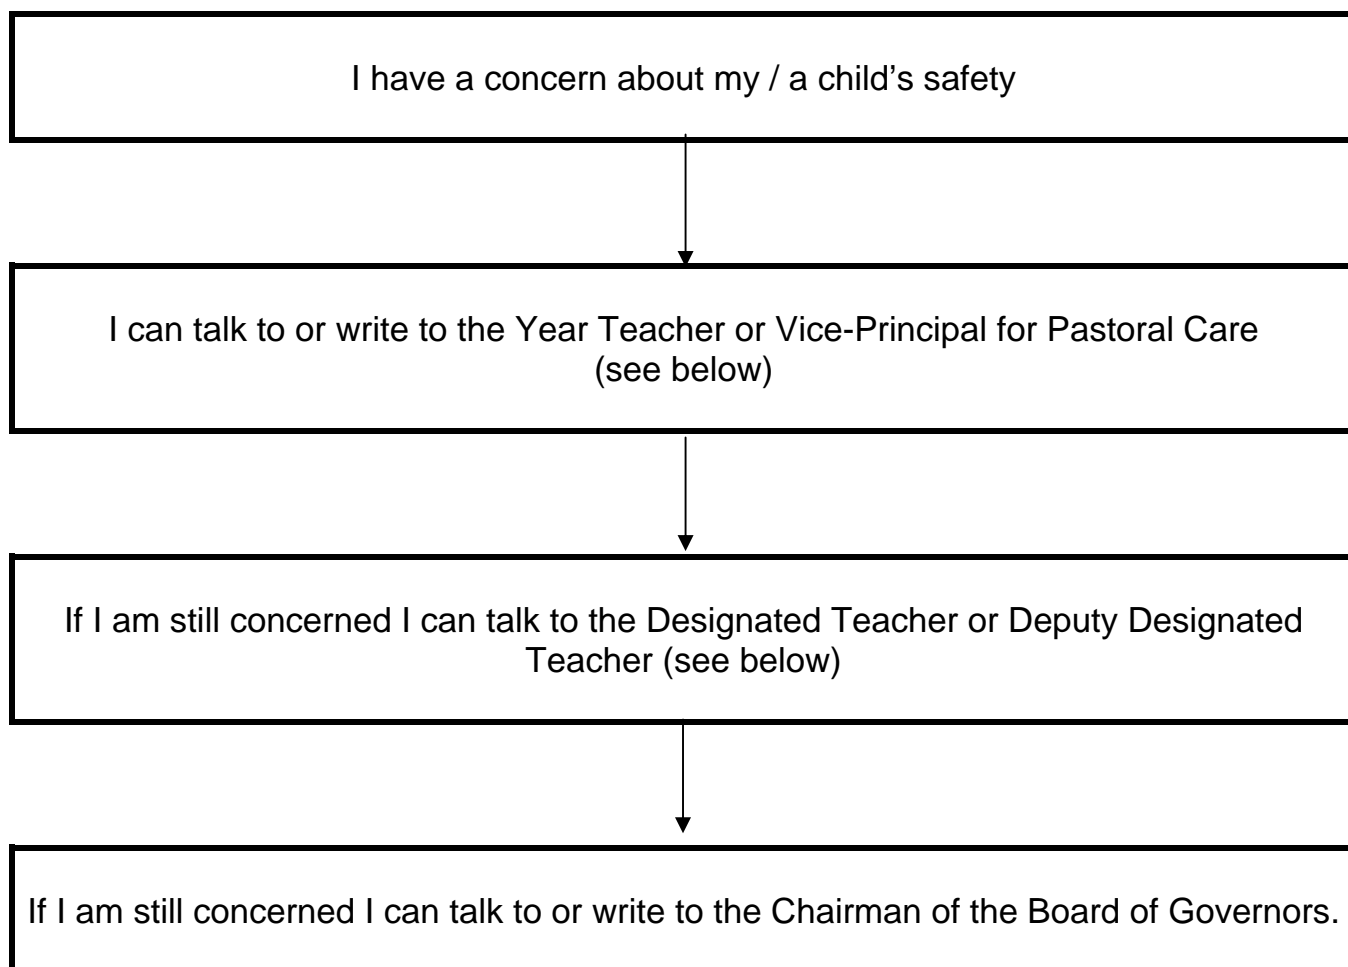 I have a concern about my / a child’s safety
I can talk to or write to the Year Teacher or Vice-Principal for Pastoral Care
(see below)
If I am still concerned I can talk to the Designated Teacher or Deputy Designated
Teacher (see below)
If I am still concerned I can talk to or write to the Chairman of the Board of Governors.